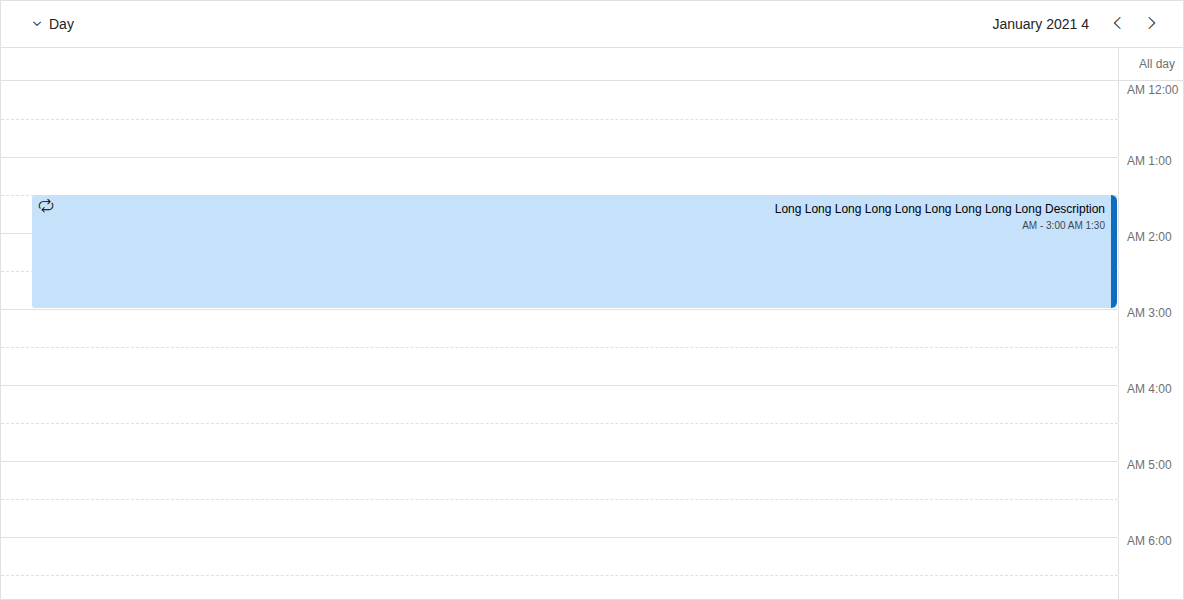 Day
January 2021 4
All day
AM 12:00
AM 1:00
Long Long Long Long Long Long Long Long Long Description
AM - 3:00 AM 1:30
AM 2:00
AM 3:00
AM 4:00
AM 5:00
AM 6:00